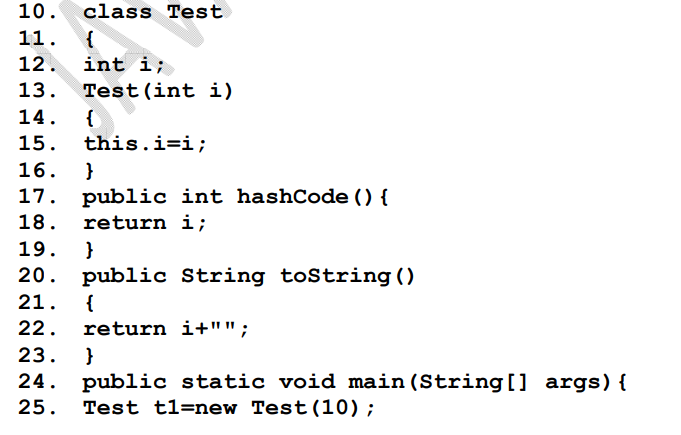 10. class Test
11. {
12. int i;
13. Test(int i)
14. {
15. this.i=i;
16. }
17. public int hashCode(){
18. return i;
19. }
20. public String toString()
21. {
22. return i+"";
23. }
24. public static void main(String[] args){
25. Test t1=new Test(10);